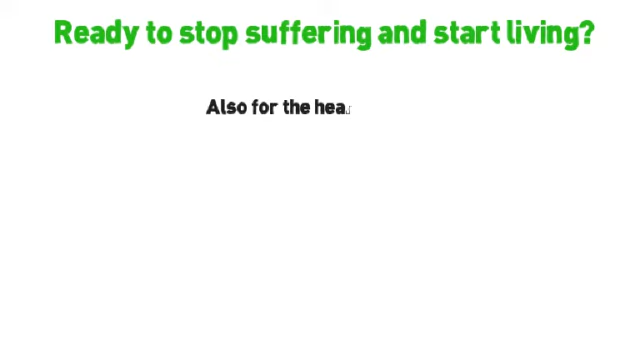 Ready to stop suffering and start living?
Also for the hea